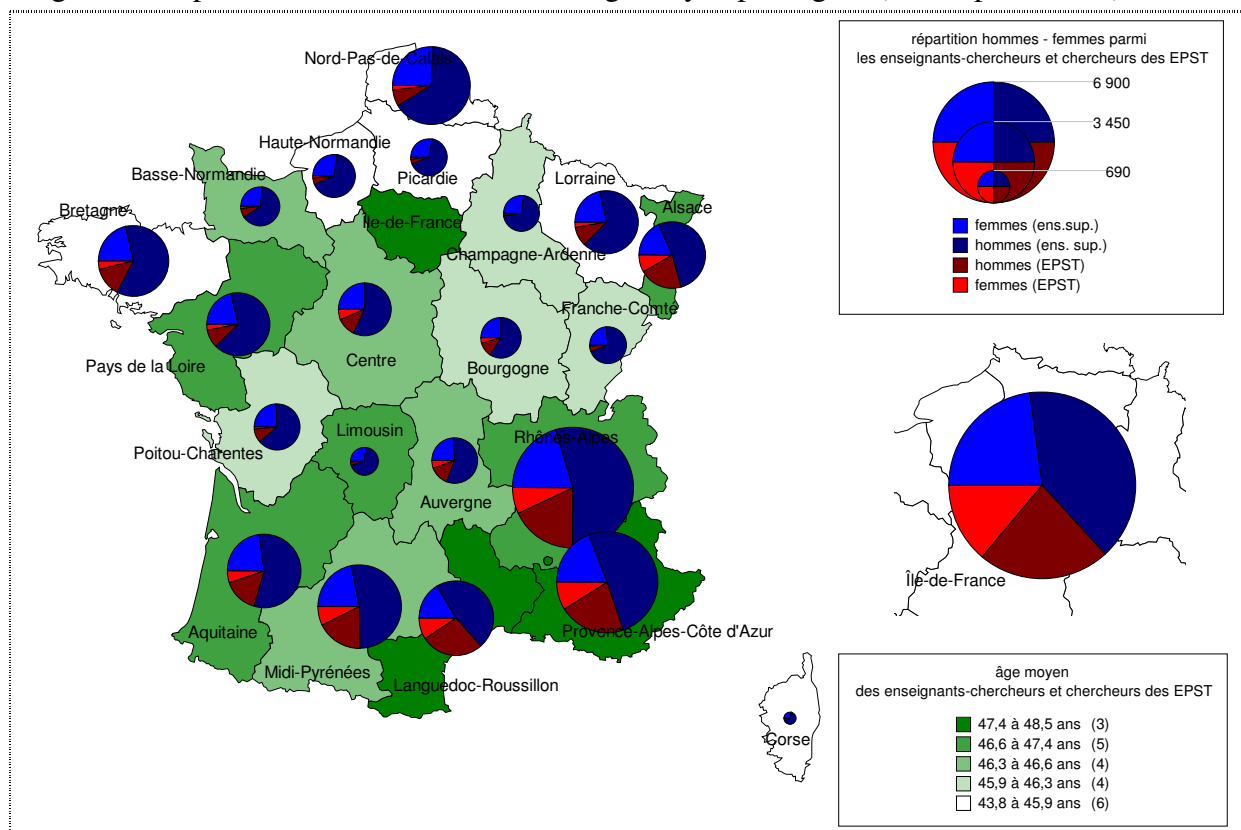 Nord-Pas-de-Calais
Haute-Normandie
Picardie
Basse-Normandie
Lorraine
Bretagne
Île-de-France
Alsace
Champagne-Ardenne
Franche-Comté
Centre
Bourgogne
Pays de la Loire
Limousin
Rhônes-Alpes
Poitou-Charentes
Auvergne
Aquitaine
Provence-Alpes-Côte d'Azur
Midi-Pyrénées
Languedoc-Roussillon
répartition hommes - femmes parmi
les enseignants-chercheurs et chercheurs des EPST
6 900
3 450
690
femmes (ens.sup.)
hommes (ens. sup.)
hommes (EPST)
femmes (EPST)
Île-de-France
Corse
âge moyen
des enseignants-chercheurs et chercheurs des EPST
47,4 à 48,5 ans (3)
46,6 à 47,4 ans (5)
46,3 à 46,6 ans (4)
45,9 à 46,3 ans (4)
43,8 à 45,9 ans (6)